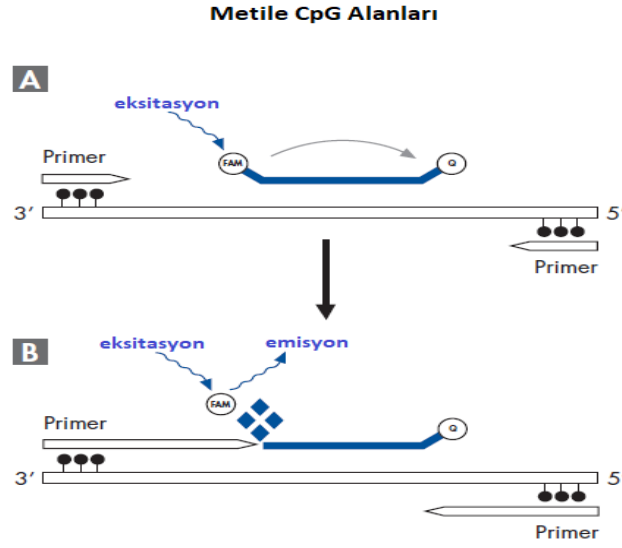 Metile CpG Alanları
A
eksitasyon
Primer
FAM
Q
3'
5'
Primer
B
eksitasyon
emisyon
FAM
Primer
Q
3'
5'
Primer